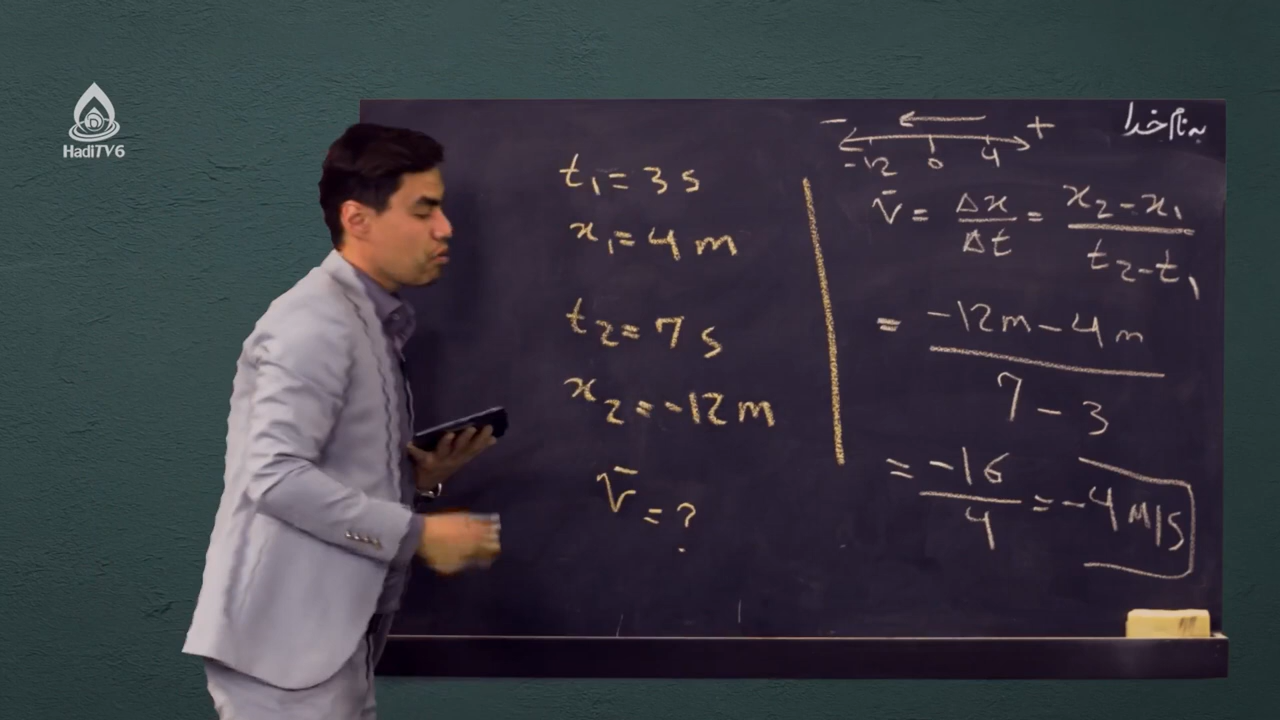 HadiTV6
t₁ = 3 s
x₁ = 4 m
t₂ = 7 s
x₂ = -12 m
v̄ = ?
به نام خدا
- +
-12 0 4
v̄ = Δx/Δt = (x₂ - x₁)/(t₂ - t₁)
= (-12m - 4m)/(7 - 3)
= -16/4 = -4 M/S